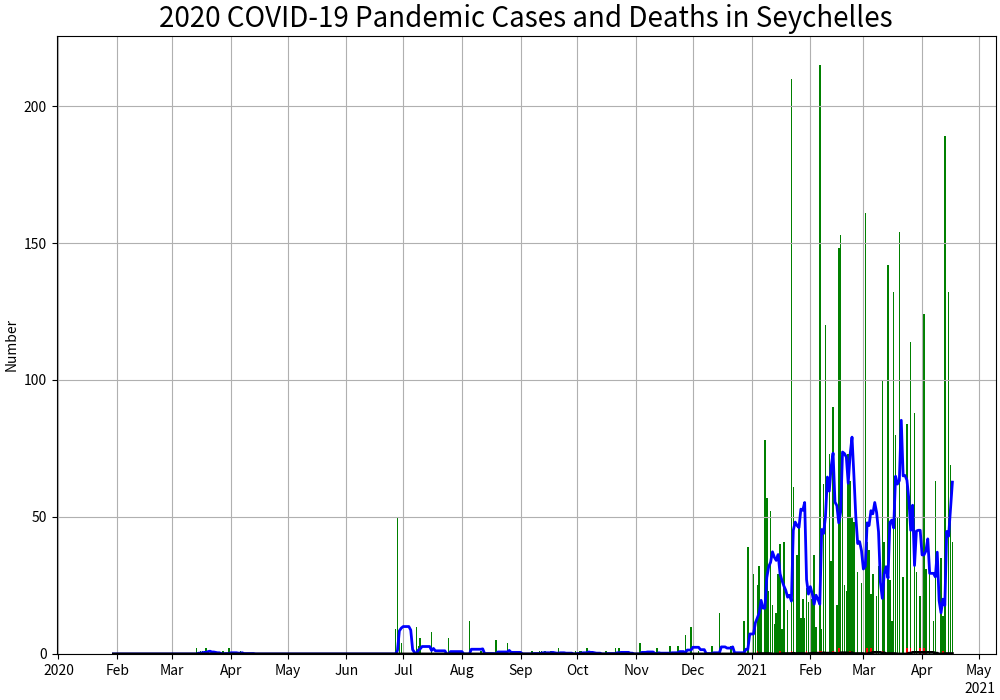 2020 COVID-19 Pandemic Cases and Deaths in Seychelles
Number
200
150
100
50
0
2020 Feb Mar Apr May Jun Jul Aug Sep Oct Nov Dec 2021 Feb Mar Apr May
2021